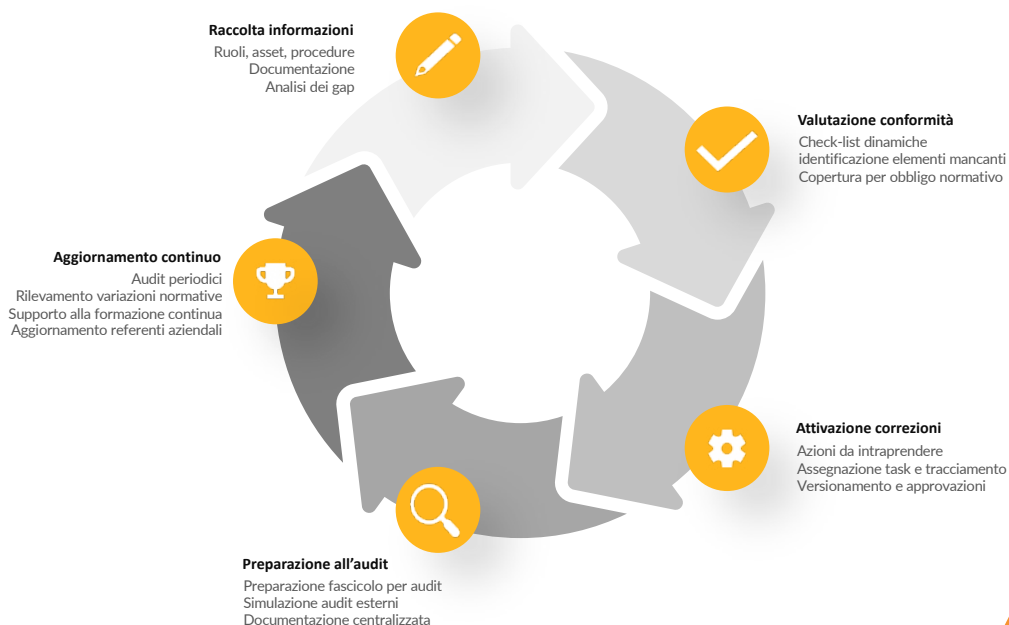 Raccolta informazioni
Ruoli, asset, procedure
Documentazione
Analisi dei gap
Valutazione conformità
Check-list dinamiche
identificazione elementi mancanti
Copertura per obbligo normativo
Attivazione correzioni
Azioni da intraprendere
Assegnazione task e tracciamento
Versionamento e approvazioni
Preparazione all’audit
Preparazione fascicolo per audit
Simulazione audit esterni
Documentazione centralizzata
Aggiornamento continuo
Audit periodici
Rilevamento variazioni normative
Supporto alla formazione continua
Aggiornamento referenti aziendali